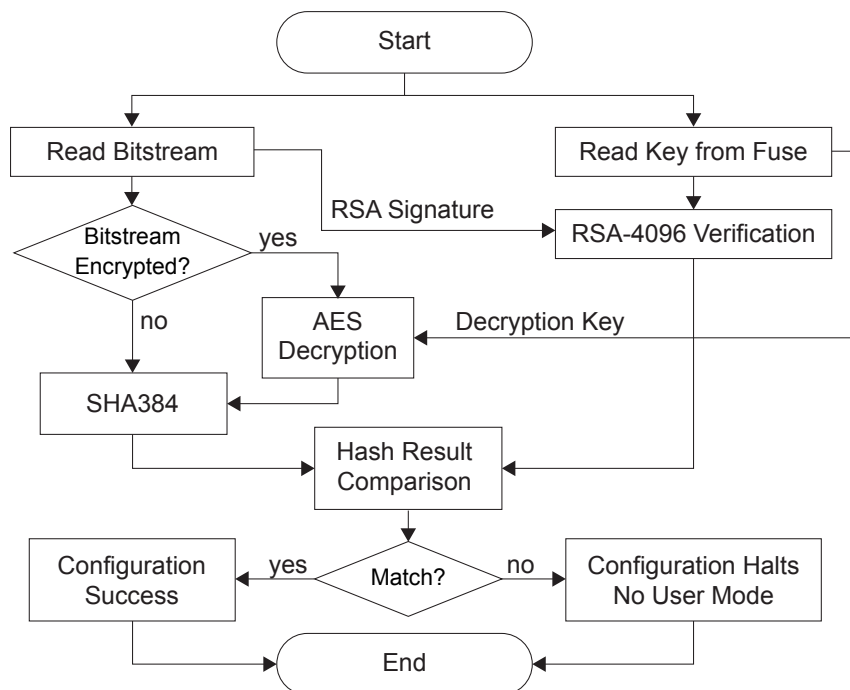 Start
Read Bitstream
Read Key from Fuse
RSA Signature
RSA-4096 Verification
Bitstream
Encrypted?
yes
no
AES
Decryption
Decryption Key
SHA384
Hash Result
Comparison
Configuration
Success
yes
Match?
no
Configuration Halts
No User Mode
End